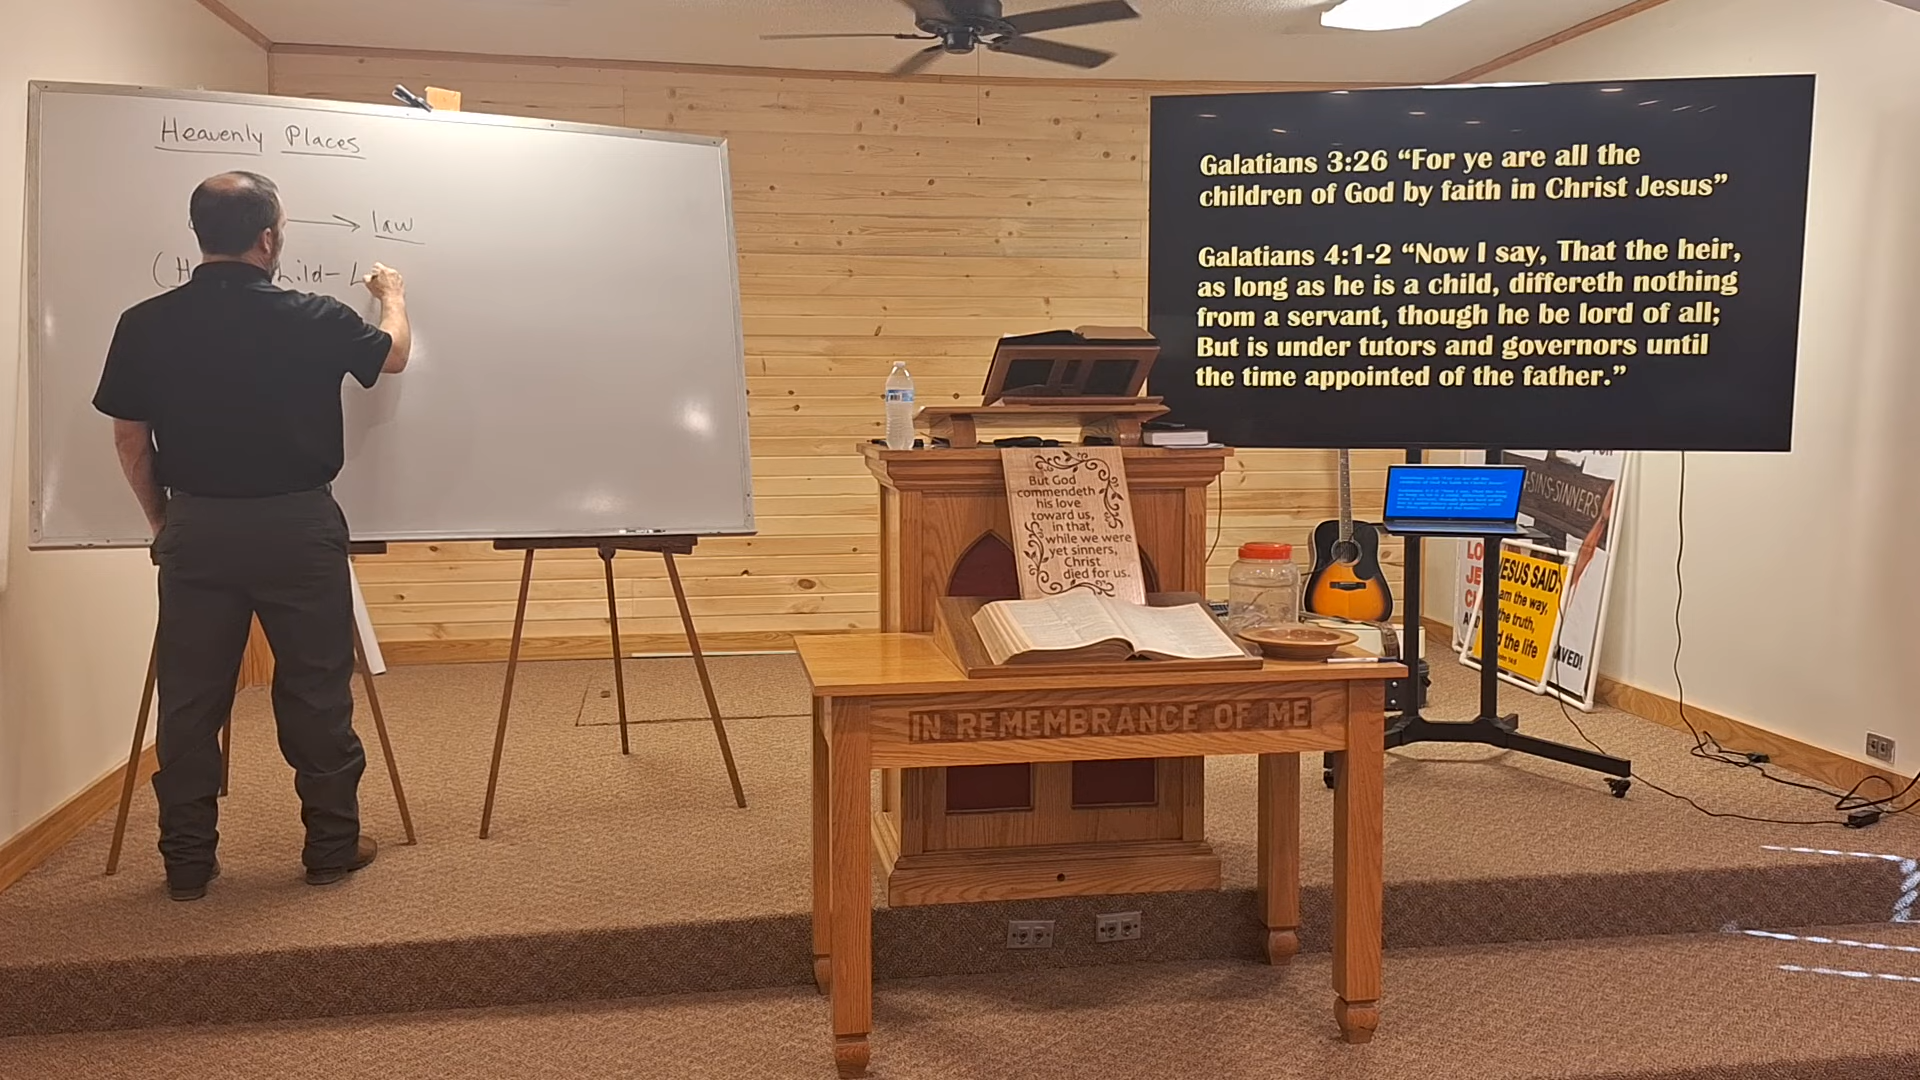 Heavenly Places
law
Galatians 3:26 “For ye are all the
children of God by faith in Christ Jesus”
Galatians 4:1-2 “Now I say, That the heir,
as long as he is a child, differeth nothing
from a servant, though he be lord of all;
But is under tutors and governors until
the time appointed of the father.”
But God
commendeth
his love
toward us,
in that,
while we were
yet sinners,
Christ
died for us.
-SINS-SINNERS
JESUS SAID:
am the way,
the truth,
the life
IN REMEMBRANCE OF ME